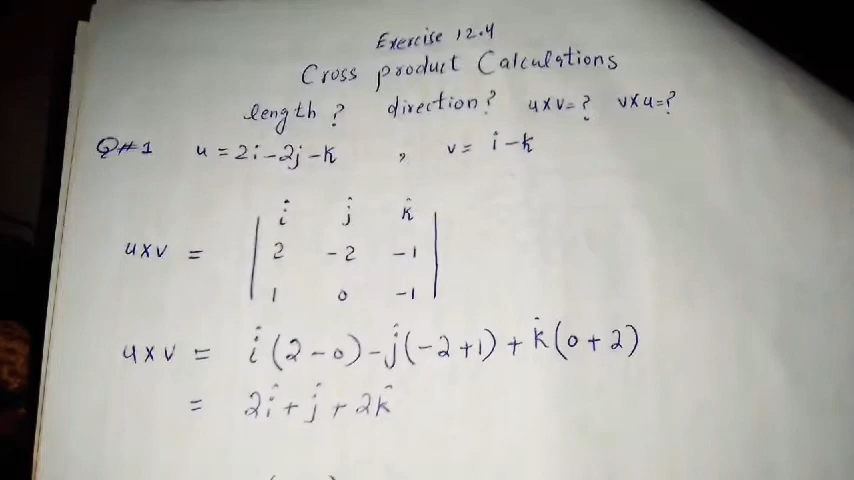 Exercise 12.4
Cross product Calculations
length ? direction ? u×v=? v×u=?
Q#1 u = 2i-2j-k , v= i-k
î ĵ k̂
u×v = 2 -2 -1
1 0 -1
u×v = î(2-0)-ĵ(-2+1)+k̂(0+2)
= 2î+ĵ+2k̂